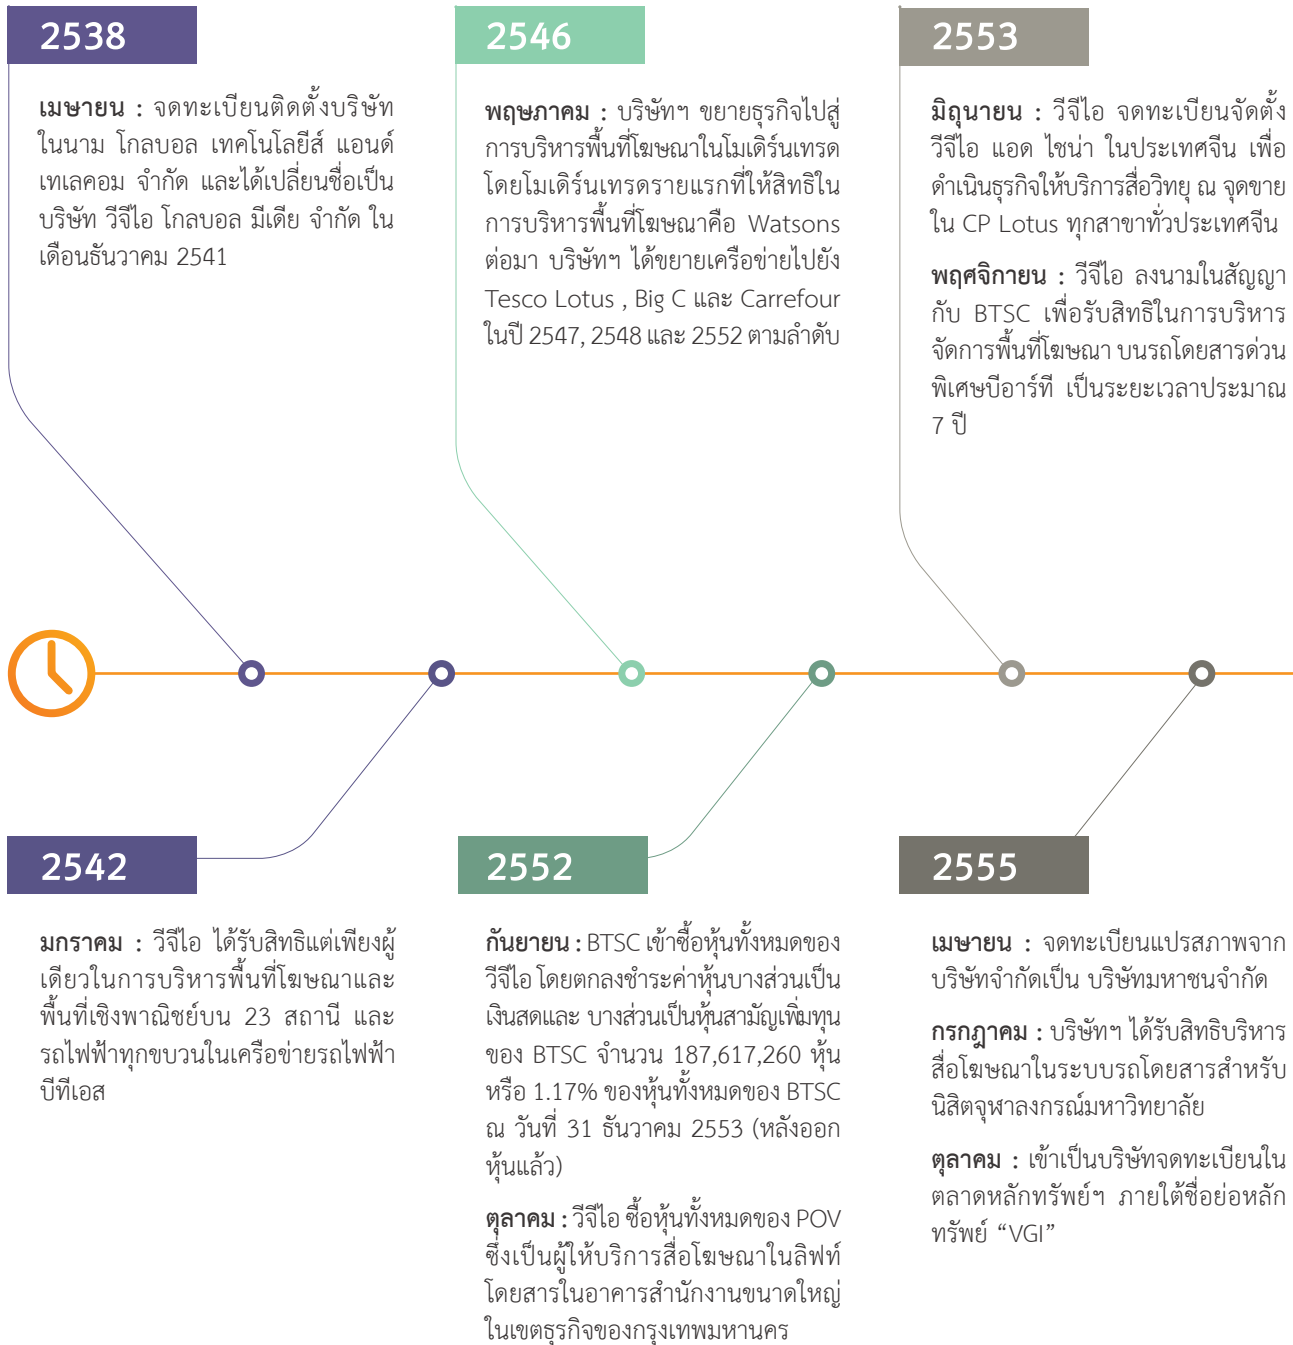 2538
เมษายน : จดทะเบียนติดตั้งบริษัท
ในนาม โกลบอล เทคโนโลยีส์ แอนด์
เทเลคอม จำกัด และได้เปลี่ยนชื่อเป็น
บริษัท วีจีไอ โกลบอล มีเดีย จำกัด ใน
เดือนธันวาคม 2541
2546
พฤษภาคม : บริษัทฯ ขยายธุรกิจไปสู่
การบริหารพื้นที่โฆษณาในโมเดิร์นเทรด
โดยโมเดิร์นเทรดรายแรกที่ให้สิทธิใน
การบริหารพื้นที่โฆษณาคือ Watsons
ต่อมา บริษัทฯ ได้ขยายเครือข่ายไปยัง
Tesco Lotus , Big C และ Carrefour
ในปี 2547, 2548 และ 2552 ตามลำดับ
2553
มิถุนายน : วีจีไอ จดทะเบียนจัดตั้ง
วีจีไอ แอด ไชน่า ในประเทศจีน เพื่อ
ดำเนินธุรกิจให้บริการสื่อวิทยุ ณ จุดขาย
ใน CP Lotus ทุกสาขาทั่วประเทศจีน
พฤศจิกายน : วีจีไอ ลงนามในสัญญา
กับ BTSC เพื่อรับสิทธิในการบริหาร
จัดการพื้นที่โฆษณา บนรถโดยสารด่วน
พิเศษบีอาร์ที เป็นระยะเวลาประมาณ
7 ปี
2542
มกราคม : วีจีไอ ได้รับสิทธิแต่เพียงผู้
เดียวในการบริหารพื้นที่โฆษณาและ
พื้นที่เชิงพาณิชย์บน 23 สถานี และ
รถไฟฟ้าทุกขบวนในเครือข่ายรถไฟฟ้า
บีทีเอส
2552
กันยายน : BTSC เข้าซื้อหุ้นทั้งหมดของ
วีจีไอ โดยตกลงชำระค่าหุ้นบางส่วนเป็น
เงินสดและ บางส่วนเป็นหุ้นสามัญเพิ่มทุน
ของ BTSC จำนวน 187,617,260 หุ้น
หรือ 1.17% ของหุ้นทั้งหมดของ BTSC
ณ วันที่ 31 ธันวาคม 2553 (หลังออก
หุ้นแล้ว)
ตุลาคม : วีจีไอ ซื้อหุ้นทั้งหมดของ POV
ซึ่งเป็นผู้ให้บริการสื่อโฆษณาในลิฟท์
โดยสารในอาคารสำนักงานขนาดใหญ่
ในเขตธุรกิจของกรุงเทพมหานคร
2555
เมษายน : จดทะเบียนแปรสภาพจาก
บริษัทจำกัดเป็น บริษัทมหาชนจำกัด
กรกฎาคม : บริษัทฯ ได้รับสิทธิบริหาร
สื่อโฆษณาในระบบรถโดยสารสำหรับ
นิสิตจุฬาลงกรณ์มหาวิทยาลัย
ตุลาคม : เข้าเป็นบริษัทจดทะเบียนใน
ตลาดหลักทรัพย์ฯ ภายใต้ชื่อย่อหลัก
ทรัพย์ “VGI”